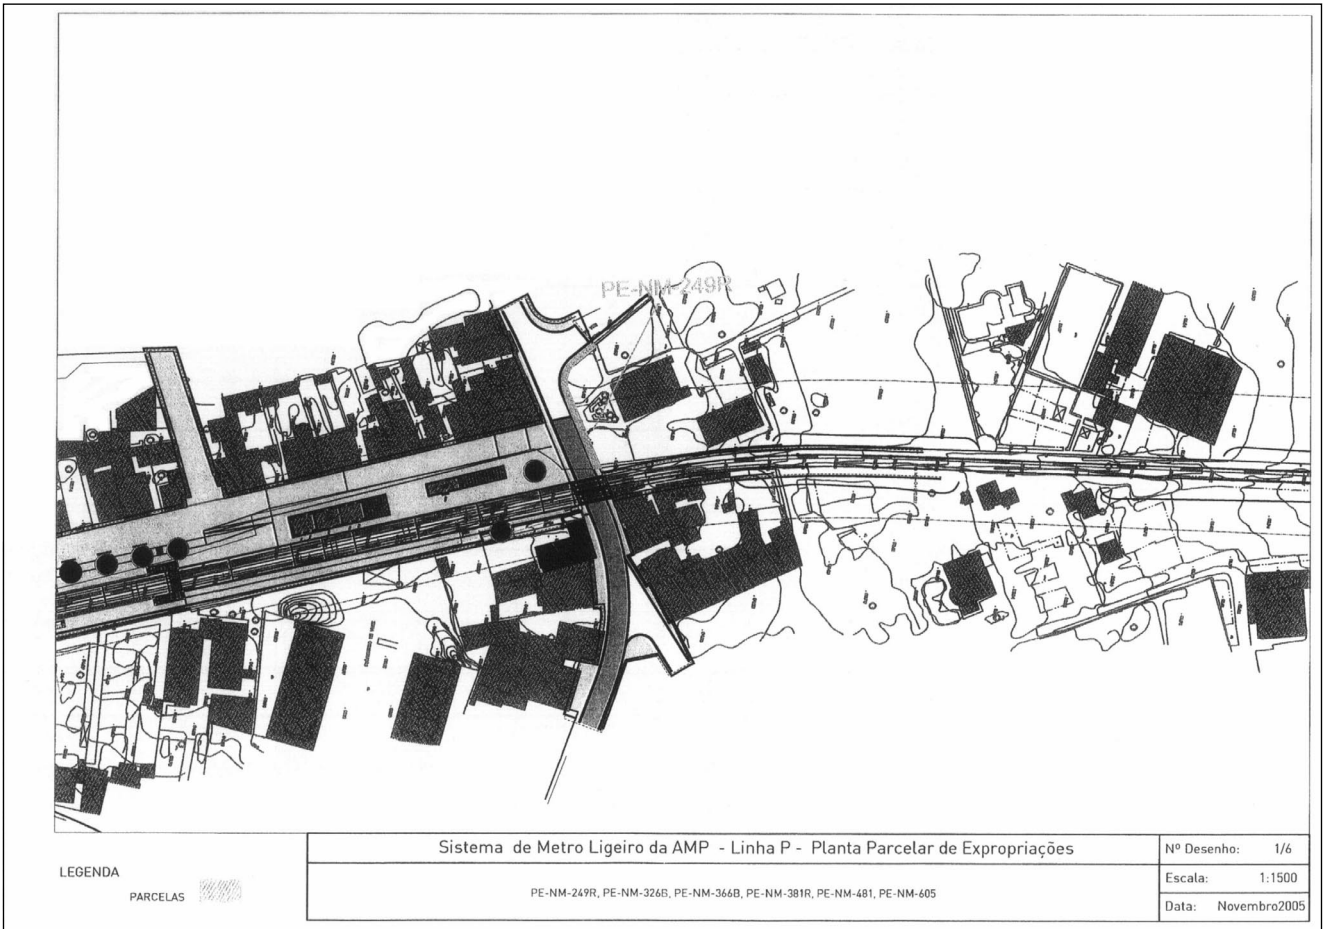 PE-NM-249R
Sistema de Metro Ligeiro da AMP - Linha P - Planta Parcelar de Expropriações
Nº Desenho: 1/6
LEGENDA
PARCELAS
PE-NM-249R, PE-NM-326B, PE-NM-366B, PE-NM-381R, PE-NM-481, PE-NM-605
Escala: 1:1500
Data: Novembro2005